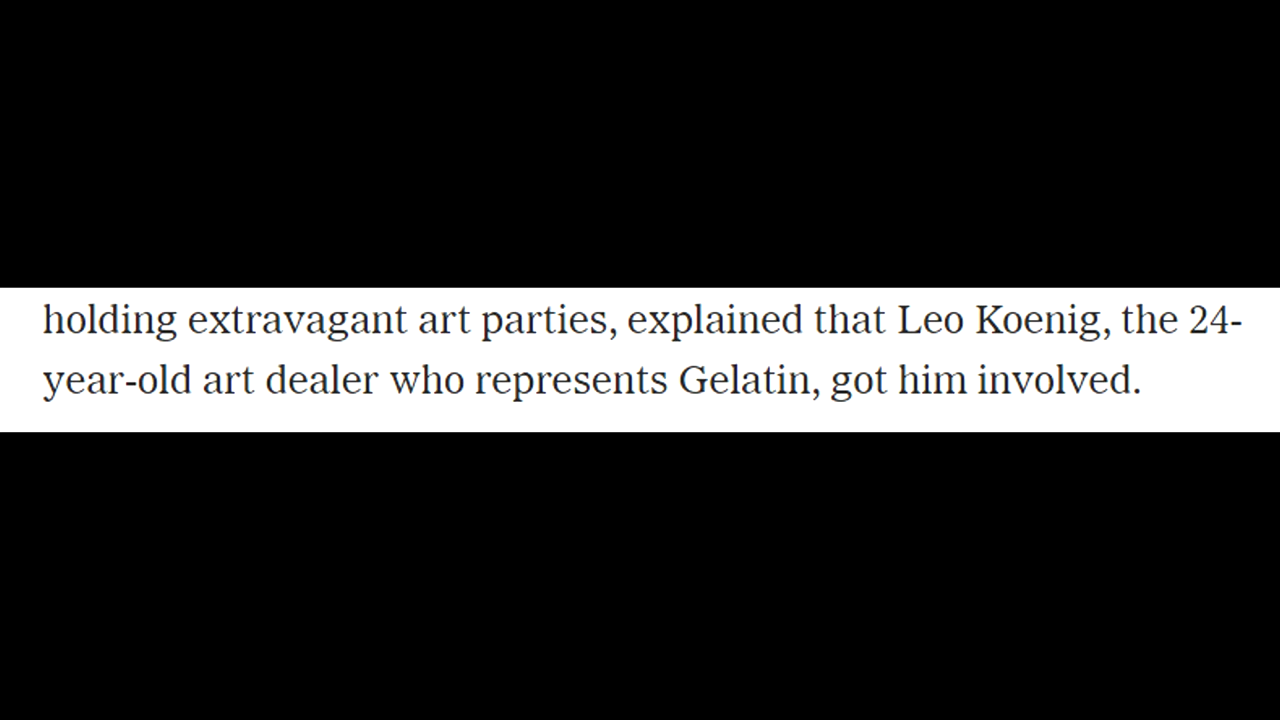 holding extravagant art parties, explained that Leo Koenig, the 24-
year-old art dealer who represents Gelatin, got him involved.